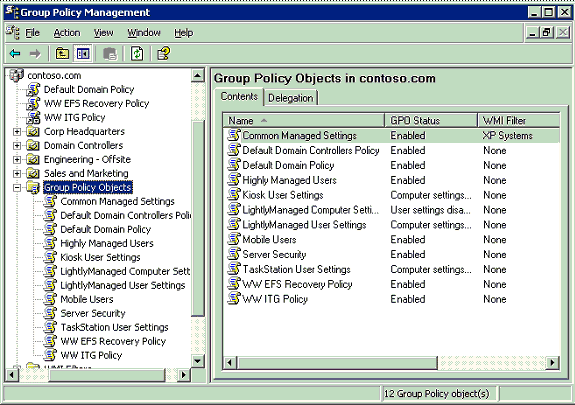 Group Policy Management
File Action View Window Help
contoso.com
Default Domain Policy
WW EFS Recovery Policy
WW ITG Policy
Corp Headquarters
Domain Controllers
Engineering - Offsite
Sales and Marketing
Group Policy Objects
Common Managed Settings
Default Domain Controllers Poli
Default Domain Policy
Highly Managed Users
Kiosk User Settings
LightlyManaged Computer Sett
LightlyManaged User Settings
Mobile Users
Server Security
TaskStation User Settings
WW EFS Recovery Policy
WW ITG Policy
WMI Filters
Group Policy Objects in contoso.com
Contents Delegation
Name GPO Status WMI Filter
Common Managed Settings Enabled XP Systems
Default Domain Controllers Policy Enabled None
Default Domain Policy Enabled None
Highly Managed Users Enabled None
Kiosk User Settings Computer settings... None
LightlyManaged Computer Setti... User settings disa... None
LightlyManaged User Settings Computer settings... None
Mobile Users Enabled None
Server Security Enabled None
TaskStation User Settings Computer settings... None
WW EFS Recovery Policy Enabled None
WW ITG Policy Enabled None
12 Group Policy object(s)